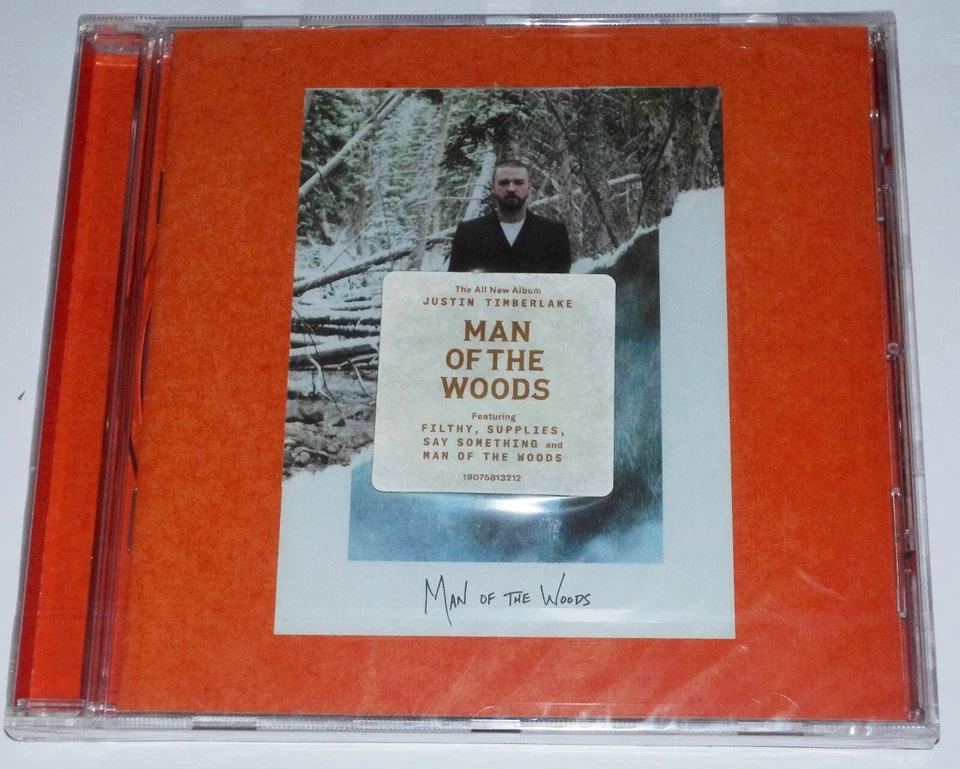 The All New Album
JUSTIN TIMBERLAKE
MAN
OF THE
WOODS
Featuring
FILTHY, SUPPLIES,
SAY SOMETHING and
MAN OF THE WOODS
19075813212
MAN OF THE WOODS